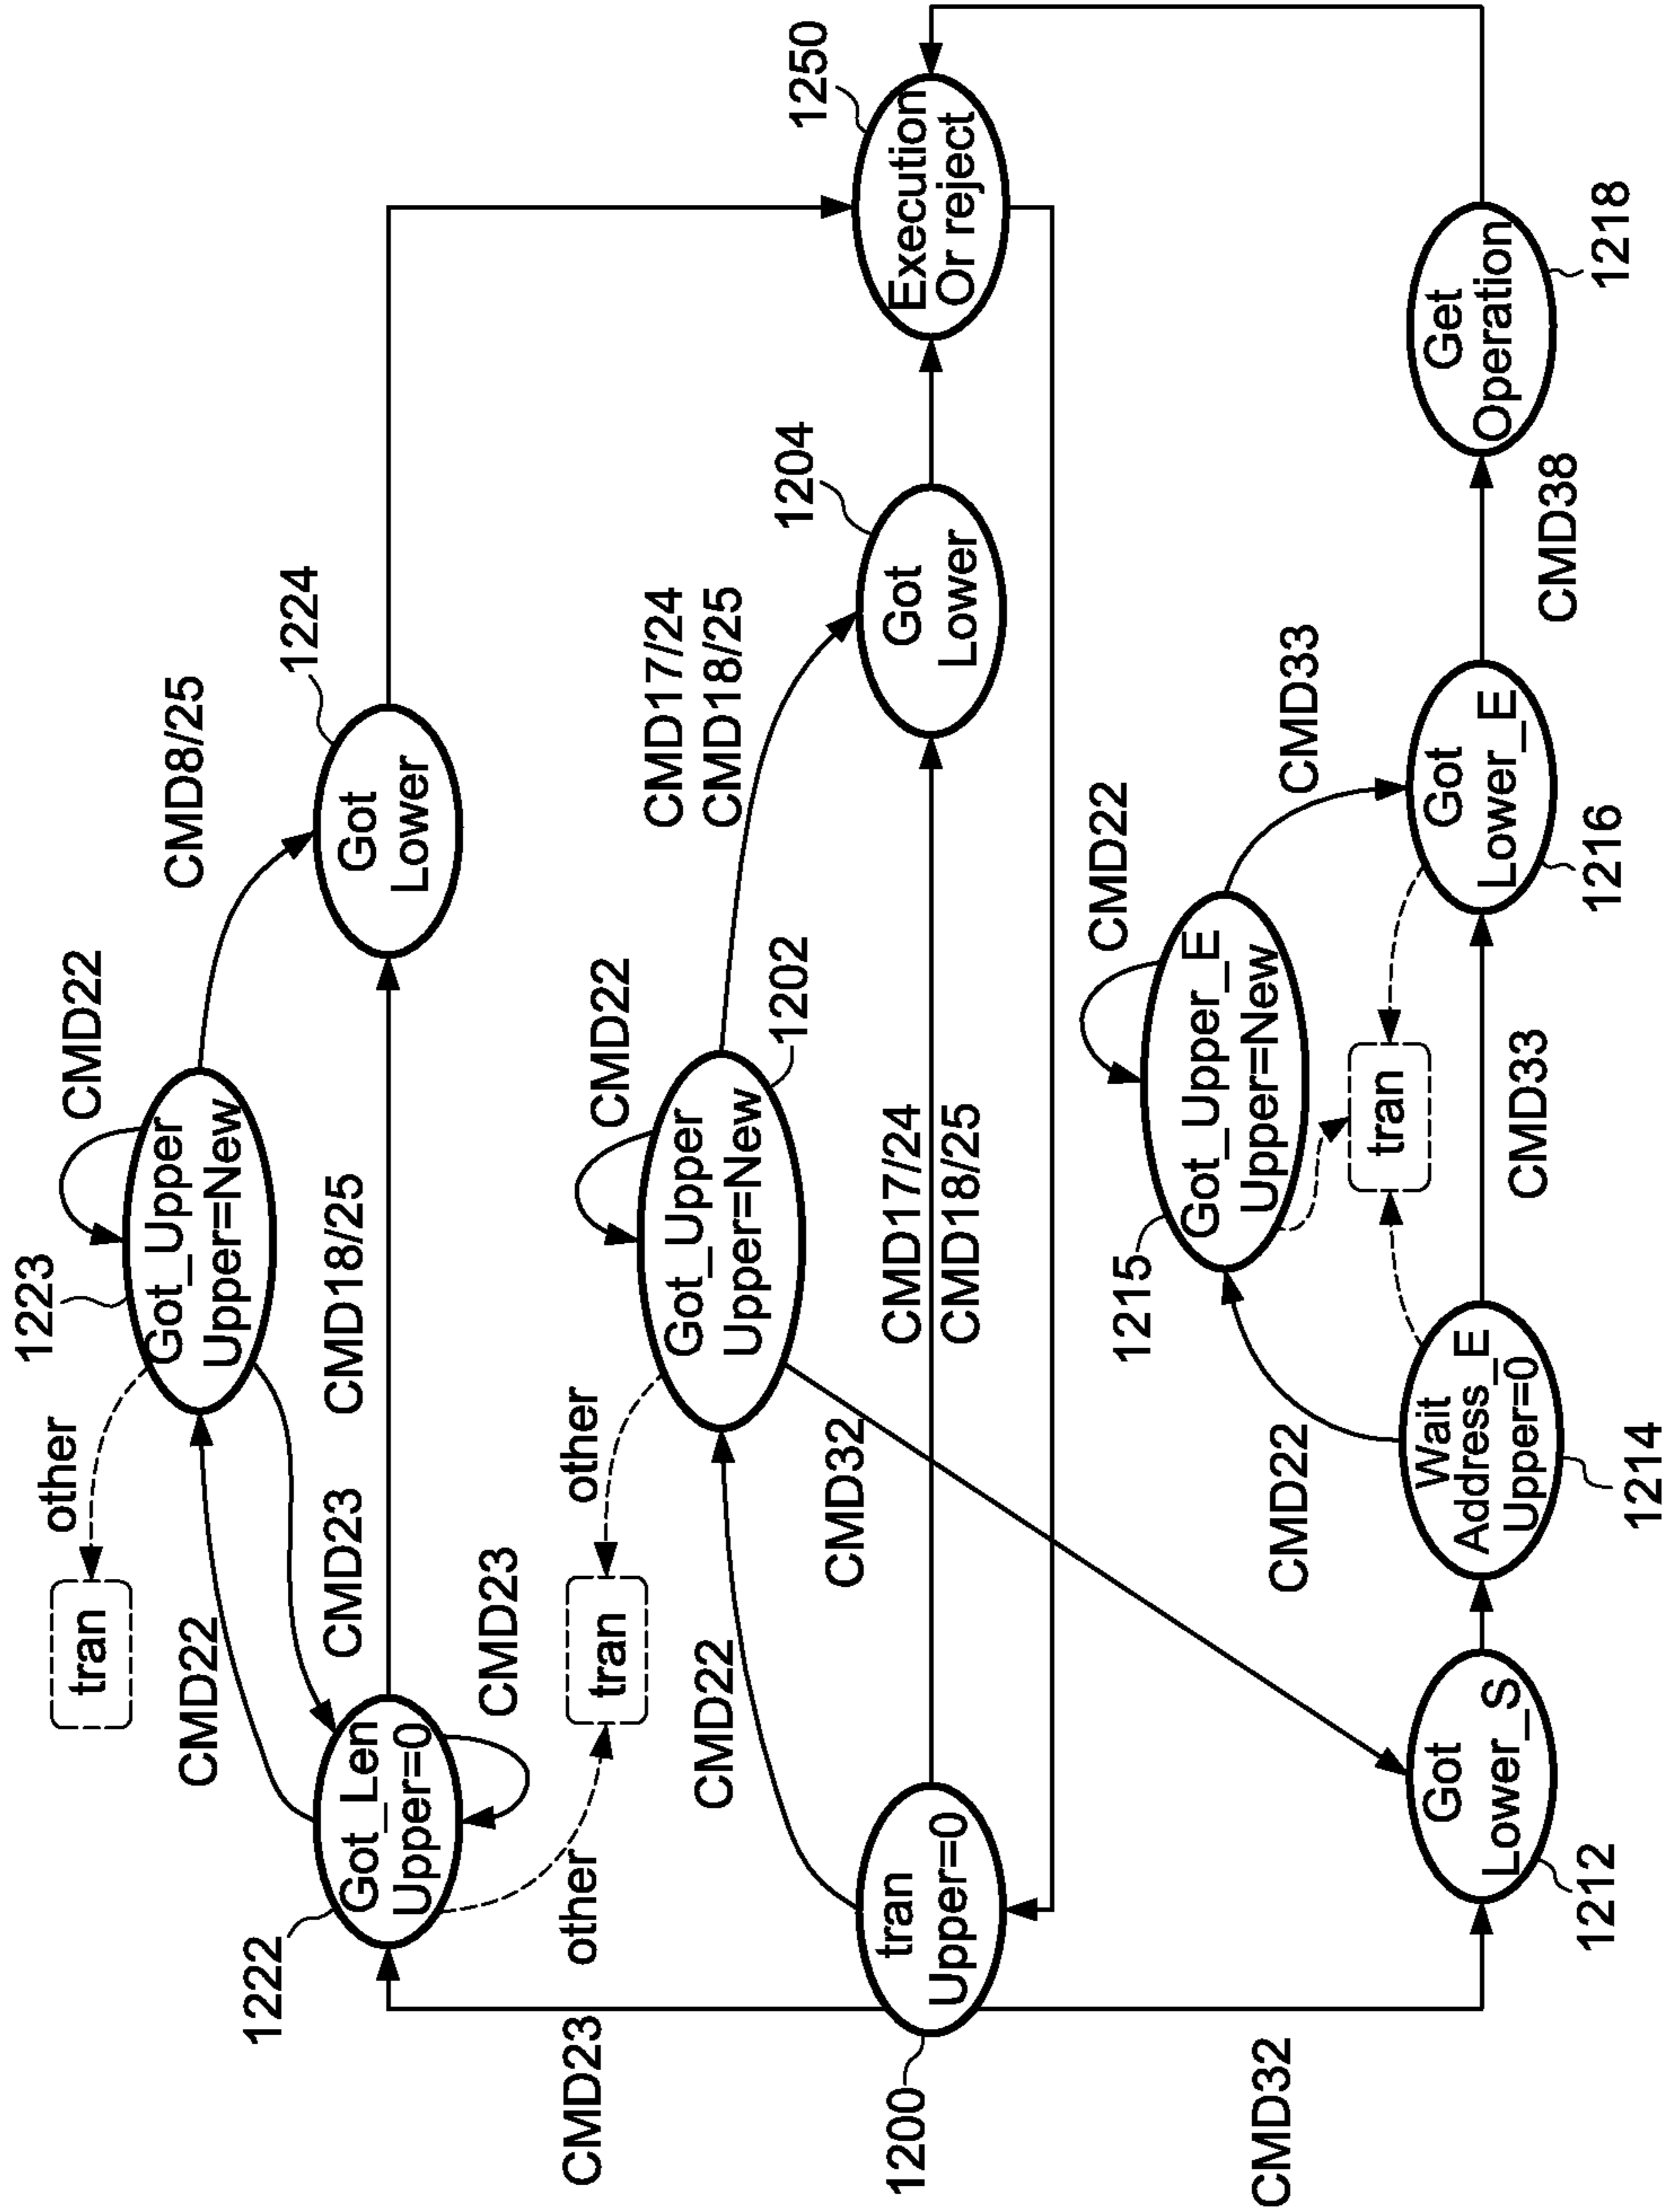 1223
other
tran
CMD22
CMD22
Got_Upper
Upper=New
CMD8/25
CMD23
CMD18/25
1222
Got_Len
Upper=0
CMD23
1224
Got
Lower
other
other
tran
CMD22
CMD22
Got_Upper
Upper=New
1202
CMD32
CMD17/24
CMD18/25
CMD23
1200
tran
Upper=0
CMD17/24
CMD18/25
1204
Got
Lower
1250
Execution
Or reject
CMD32
1212
Got
Lower_S
CMD22
1214
Wait
Address_E
Upper=0
1215
Got_Upper_E
Upper=New
CMD22
tran
CMD33
CMD33
1216
Got
Lower_E
CMD38
Get
Operation
1218